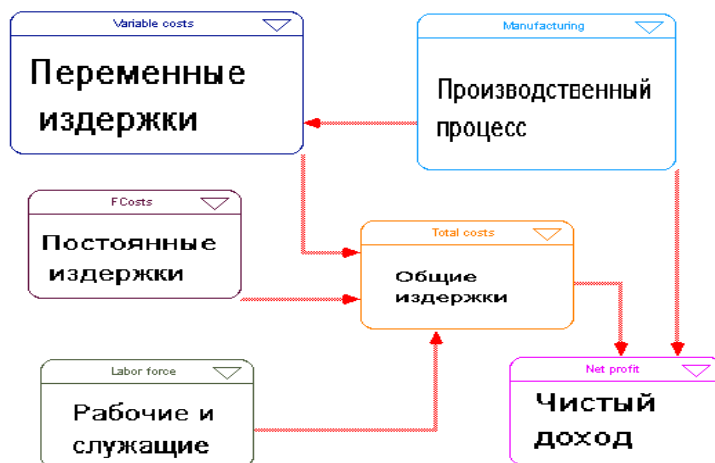 Variable costs
Переменные
издержки
Manufacturing
Производственный
процесс
FCosts
Постоянные
издержки
Total costs
Общие
издержки
Labor force
Рабочие и
служащие
Net profit
Чистый
доход